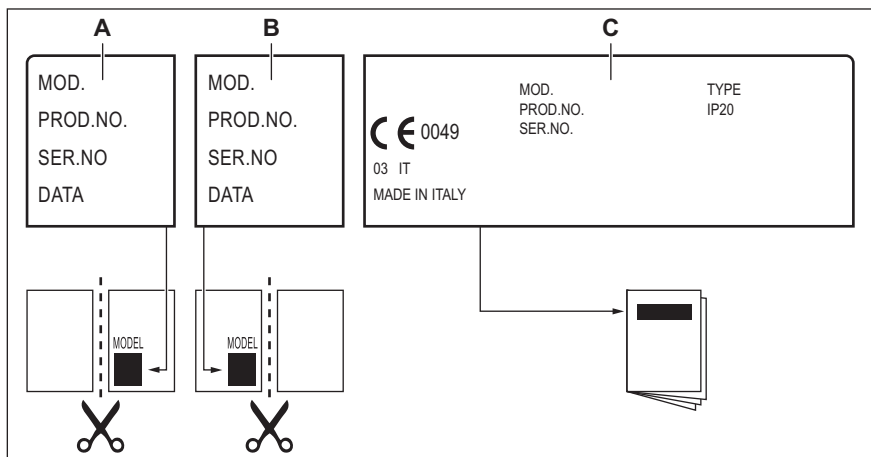 A
B
C
MOD.
PROD.NO.
SER.NO
DATA
MOD.
PROD.NO.
SER.NO
DATA
MOD.
PROD.NO.
SER.NO.
TYPE
IP20
CE 0049
03 IT
MADE IN ITALY
MODEL
MODEL